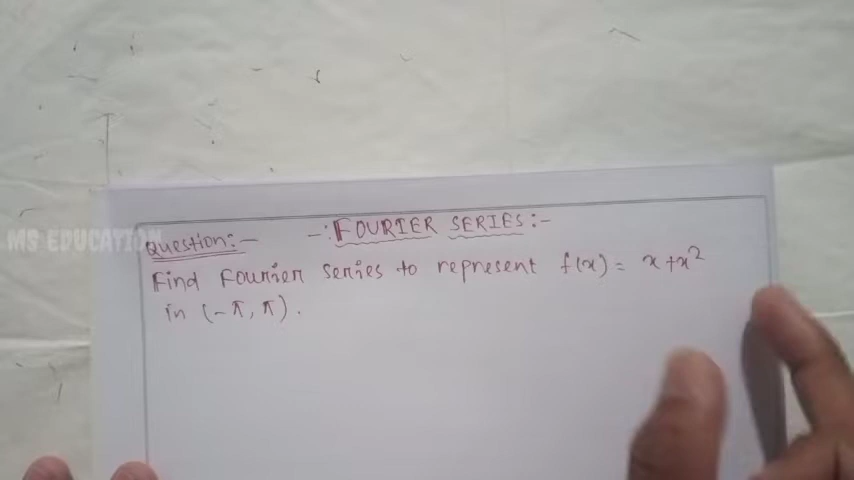 -: FOURIER SERIES:-
MS EDUCATION
Question:-
Find Fourier series to represent f(x) = x+x²
in (-π, π).